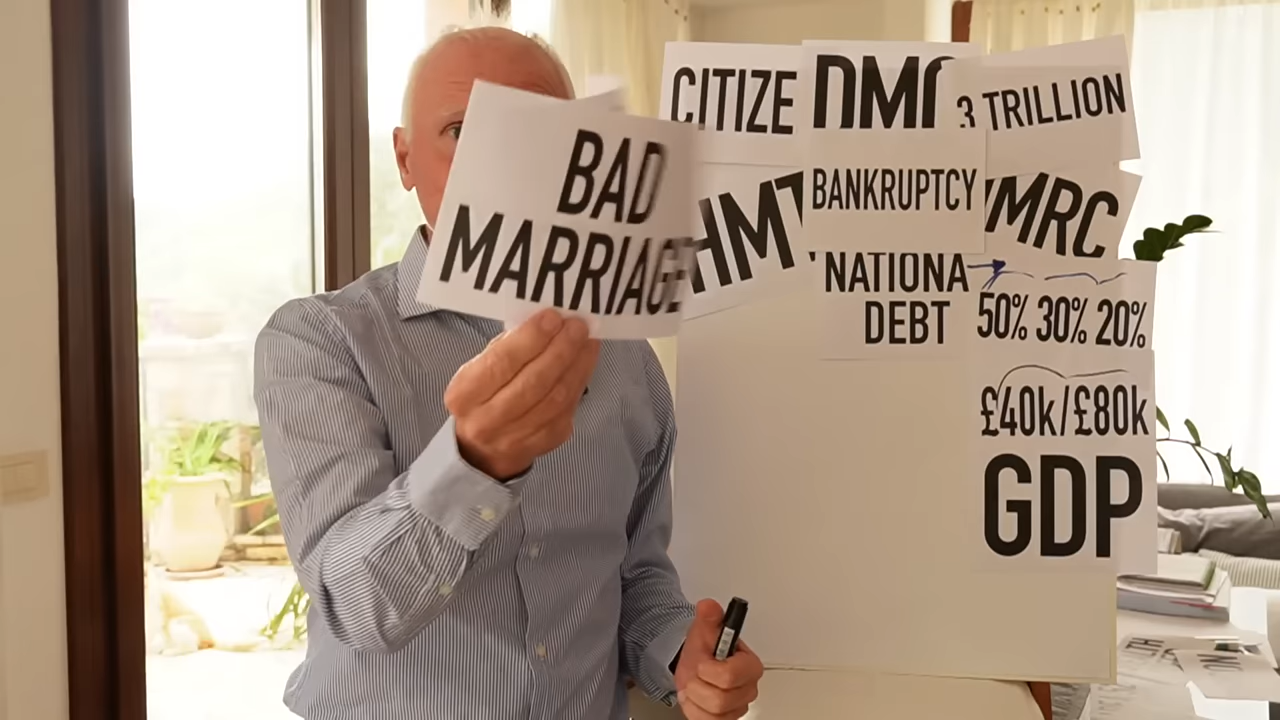 BAD
MARRIAGE
CITIZE
DMO
3 TRILLION
HMT
BANKRUPTCY
HMRC
NATIONA
DEBT
50% 30% 20%
£40k/£80k
GDP